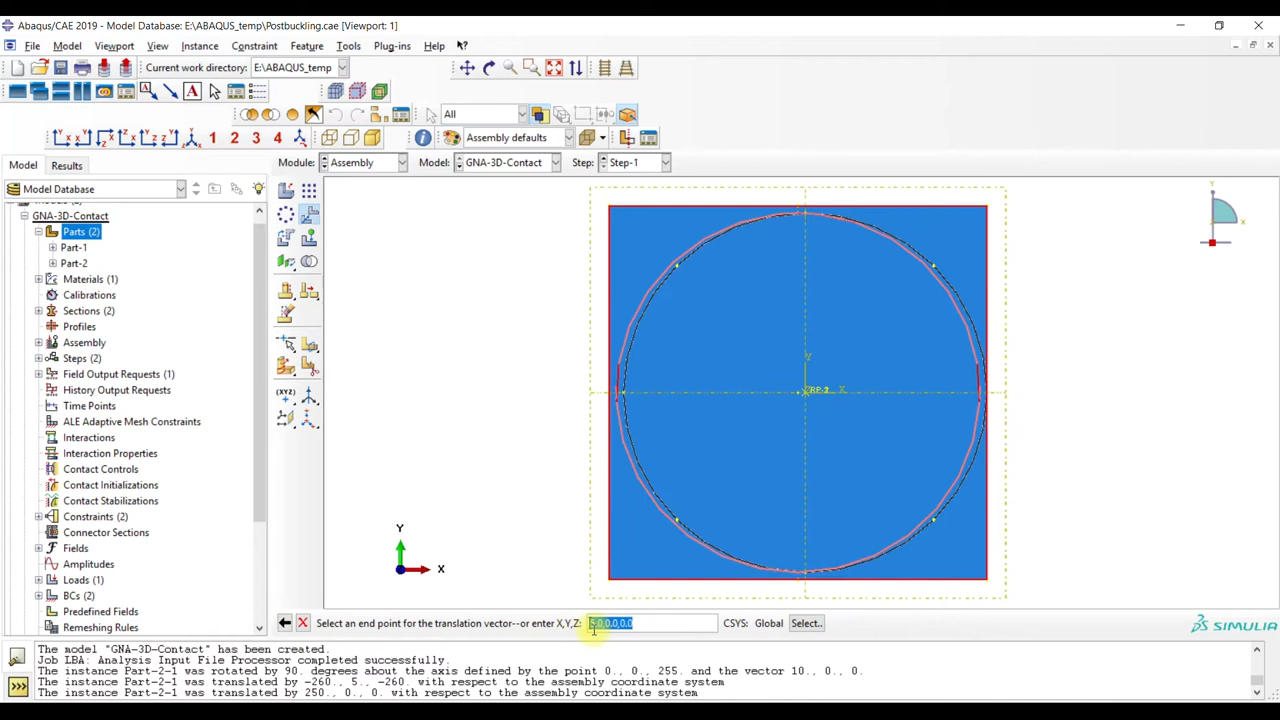 Abaqus/CAE 2019 - Model Database: E:\ABAQUS_temp\Postbuckling.cae [Viewport: 1]
File Model Viewport View Instance Constraint Feature Tools Plug-ins Help
Current work directory: E:\ABAQUS_temp
All
1 2 3 4 Assembly defaults
Model Results Module: Assembly Model: GNA-3D-Contact Step: Step-1
Model Database
GNA-3D-Contact
Parts (2)
Part-1
Part-2
Materials (1)
Calibrations
Sections (2)
Profiles
Assembly
Steps (2)
Field Output Requests (1)
History Output Requests
Time Points
ALE Adaptive Mesh Constraints
Interactions
Interaction Properties
Contact Controls
Contact Initializations
Contact Stabilizations
Constraints (2)
Connector Sections
Fields
Amplitudes
Loads (1)
BCs (2)
Predefined Fields
Remeshing Rules
(XYZ)
Y
X
Y
X
Y
X
Select an end point for the translation vector--or enter X,Y,Z: CSYS: Global Select..
SIMULIA
The model "GNA-3D-Contact" has been created.
Job LBA: Analysis Input File Processor completed successfully.
The instance Part-2-1 was rotated by 90. degrees about the axis defined by the point 0., 0., 255. and the vector 10., 0., 0.
The instance Part-2-1 was translated by -260., 5., -260. with respect to the assembly coordinate system
The instance Part-2-1 was translated by 250., 0., 0. with respect to the assembly coordinate system